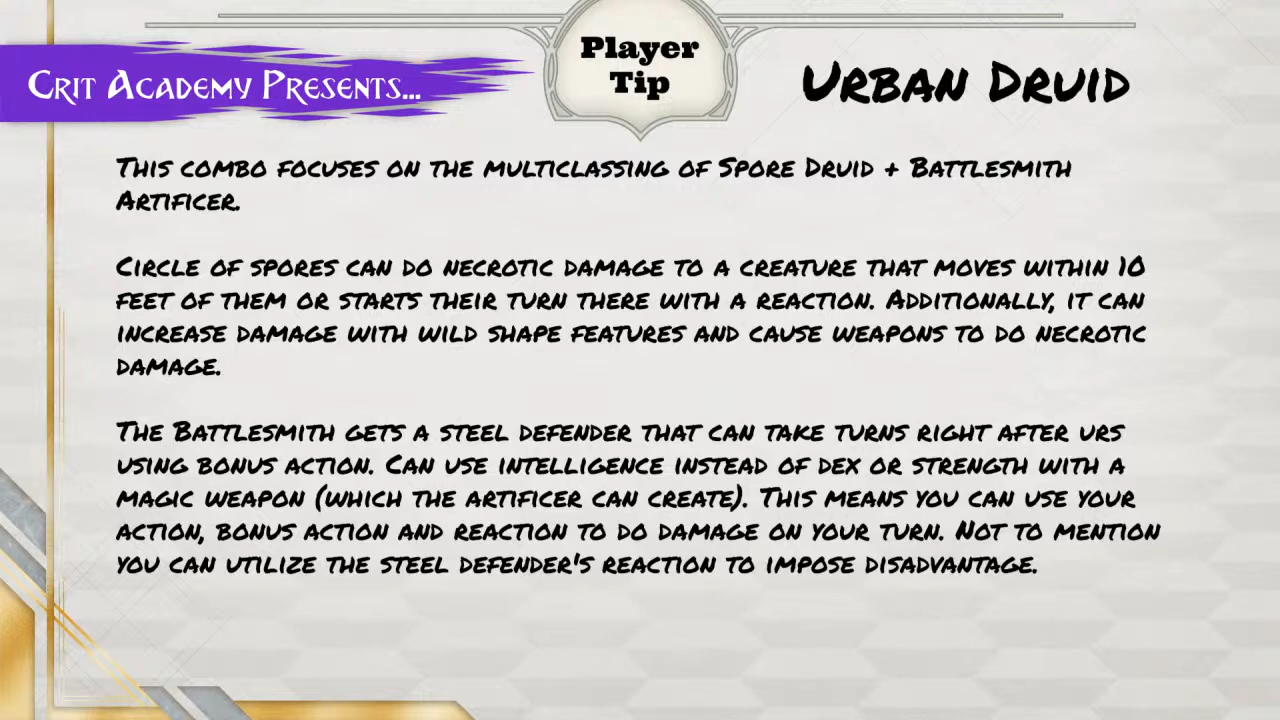 Player
Tip
Crit Academy Presents...
Urban Druid
This combo focuses on the multiclassing of Spore Druid + Battlesmith
Artificer.
Circle of spores can do necrotic damage to a creature that moves within 10
feet of them or starts their turn there with a reaction. Additionally, it can
increase damage with wild shape features and cause weapons to do necrotic
damage.
The Battlesmith gets a steel defender that can take turns right after urs
using bonus action. Can use intelligence instead of dex or strength with a
magic weapon (which the artificer can create). This means you can use your
action, bonus action and reaction to do damage on your turn. Not to mention
you can utilize the steel defender's reaction to impose disadvantage.